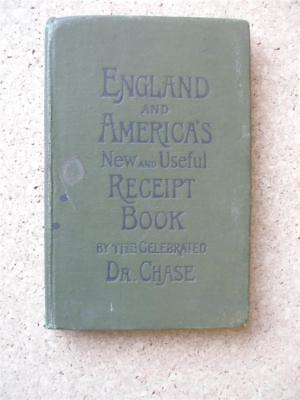 ENGLAND
AND
AMERICA'S
NEW AND USEFUL
RECEIPT
BOOK
BY THE CELEBRATED
DR. CHASE